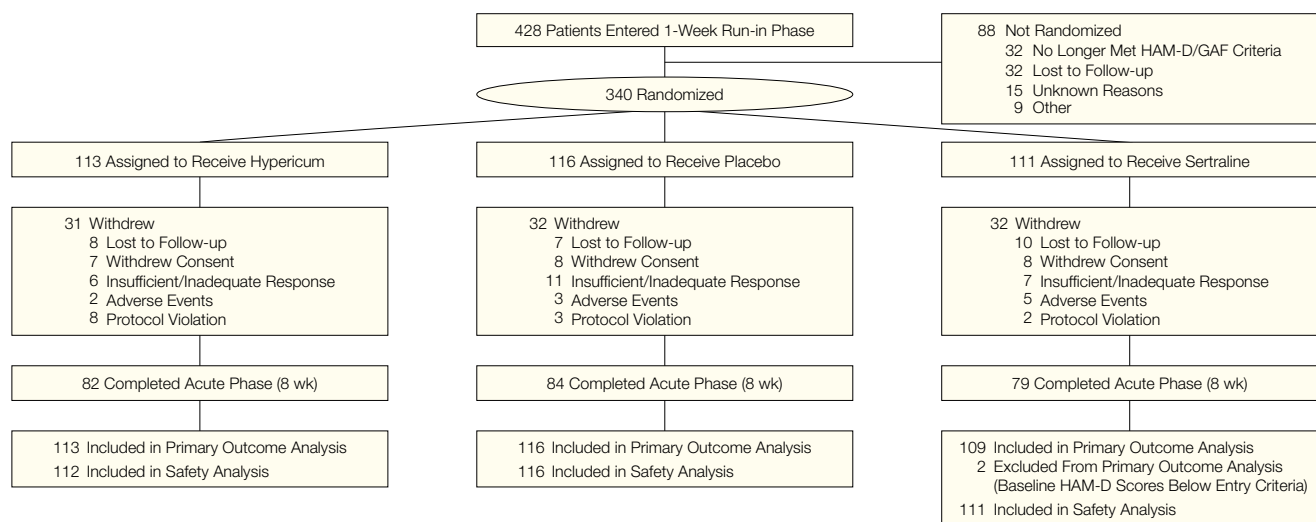 428 Patients Entered 1-Week Run-in Phase
88 Not Randomized
32 No Longer Met HAM-D/GAF Criteria
32 Lost to Follow-up
15 Unknown Reasons
9 Other
340 Randomized
113 Assigned to Receive Hypericum
31 Withdrew
8 Lost to Follow-up
7 Withdrew Consent
6 Insufficient/Inadequate Response
2 Adverse Events
8 Protocol Violation
82 Completed Acute Phase (8 wk)
113 Included in Primary Outcome Analysis
112 Included in Safety Analysis
116 Assigned to Receive Placebo
32 Withdrew
7 Lost to Follow-up
8 Withdrew Consent
11 Insufficient/Inadequate Response
3 Adverse Events
3 Protocol Violation
84 Completed Acute Phase (8 wk)
116 Included in Primary Outcome Analysis
116 Included in Safety Analysis
111 Assigned to Receive Sertraline
32 Withdrew
10 Lost to Follow-up
8 Withdrew Consent
7 Insufficient/Inadequate Response
5 Adverse Events
2 Protocol Violation
79 Completed Acute Phase (8 wk)
109 Included in Primary Outcome Analysis
2 Excluded From Primary Outcome Analysis
(Baseline HAM-D Scores Below Entry Criteria)
111 Included in Safety Analysis